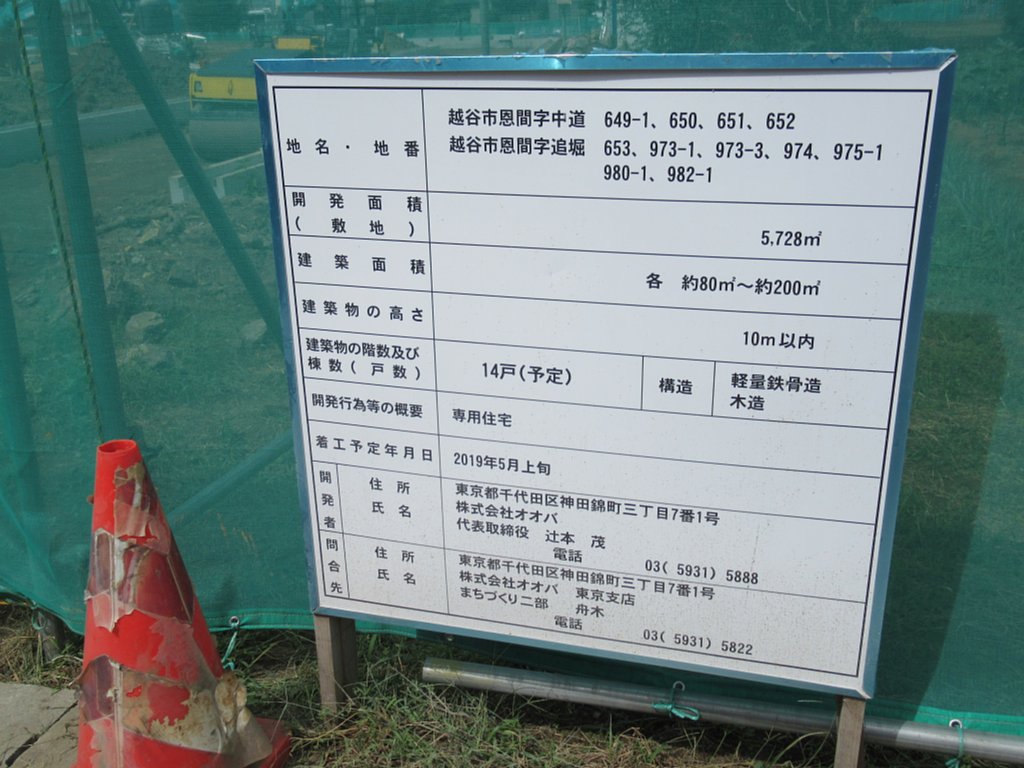 地名・地番
越谷市恩間字中道 649-1、650、651、652
越谷市恩間字追堀 653、973-1、973-3、974、975-1
980-1、982-1
開発面積
(敷地)
5,728㎡
建築面積
各 約80㎡～約200㎡
建築物の高さ
10m以内
建築物の階数及び
棟数(戸数)
14戸(予定)
構造
軽量鉄骨造
木造
開発行為等の概要
専用住宅
着工予定年月日
2019年5月上旬
開発者
住所
氏名
東京都千代田区神田錦町三丁目7番1号
株式会社オオバ
代表取締役 辻本 茂
電話 03(5931)5888
問合先
住所
氏名
東京都千代田区神田錦町三丁目7番1号
株式会社オオバ 東京支店
まちづくり二部 舟木
電話 03(5931)5822